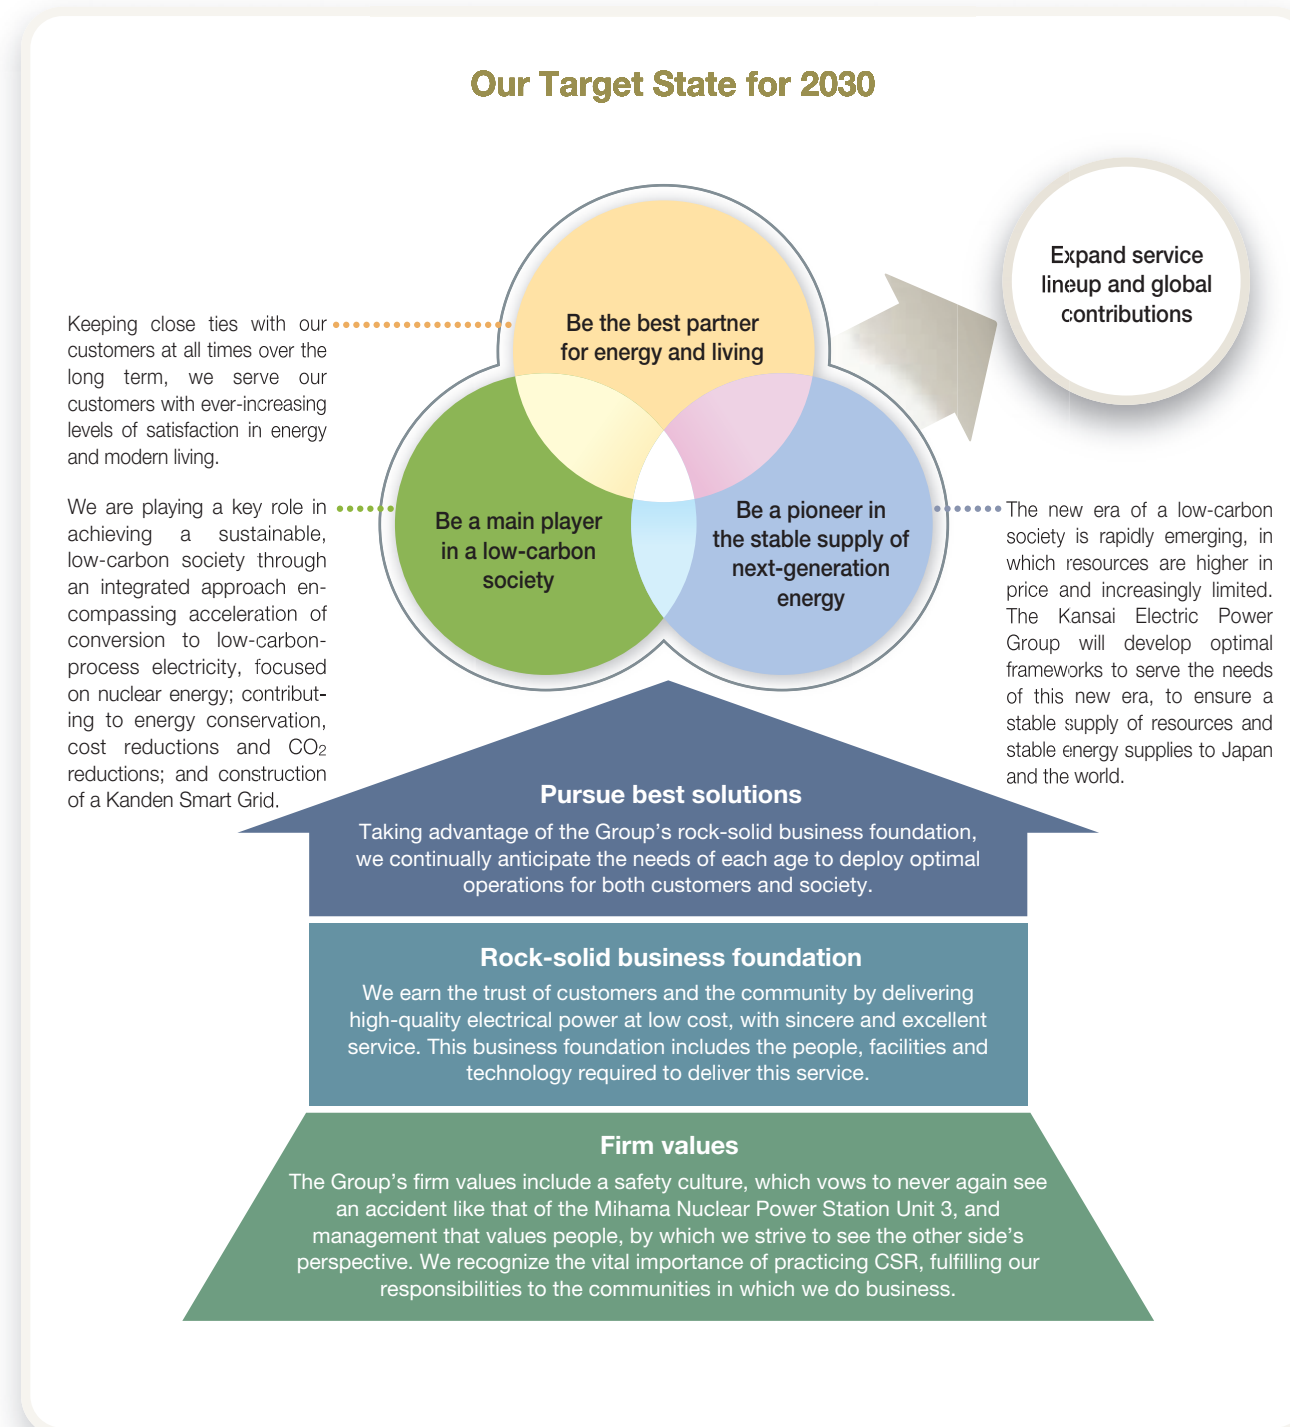 Our Target State for 2030
Expand service
lineup and global
contributions
Be the best partner
for energy and living
Keeping close ties with our
customers at all times over the
long term, we serve our
customers with ever-increasing
levels of satisfaction in energy
and modern living.
We are playing a key role in
achieving a sustainable,
low-carbon society through
an integrated approach en-
compassing acceleration of
conversion to low-carbon-
process electricity, focused
on nuclear energy; contribut-
ing to energy conservation,
cost reductions and CO2
reductions; and construction
of a Kanden Smart Grid.
Be a main player
in a low-carbon
society
Be a pioneer in
the stable supply of
next-generation
energy
The new era of a low-carbon
society is rapidly emerging, in
which resources are higher in
price and increasingly limited.
The Kansai Electric Power
Group will develop optimal
frameworks to serve the needs
of this new era, to ensure a
stable supply of resources and
stable energy supplies to Japan
and the world.
Pursue best solutions
Taking advantage of the Group's rock-solid business foundation,
we continually anticipate the needs of each age to deploy optimal
operations for both customers and society.
Rock-solid business foundation
We earn the trust of customers and the community by delivering
high-quality electrical power at low cost, with sincere and excellent
service. This business foundation includes the people, facilities and
technology required to deliver this service.
Firm values
The Group's firm values include a safety culture, which vows to never again see
an accident like that of the Mihama Nuclear Power Station Unit 3, and
management that values people, by which we strive to see the other side's
perspective. We recognize the vital importance of practicing CSR, fulfilling our
responsibilities to the communities in which we do business.